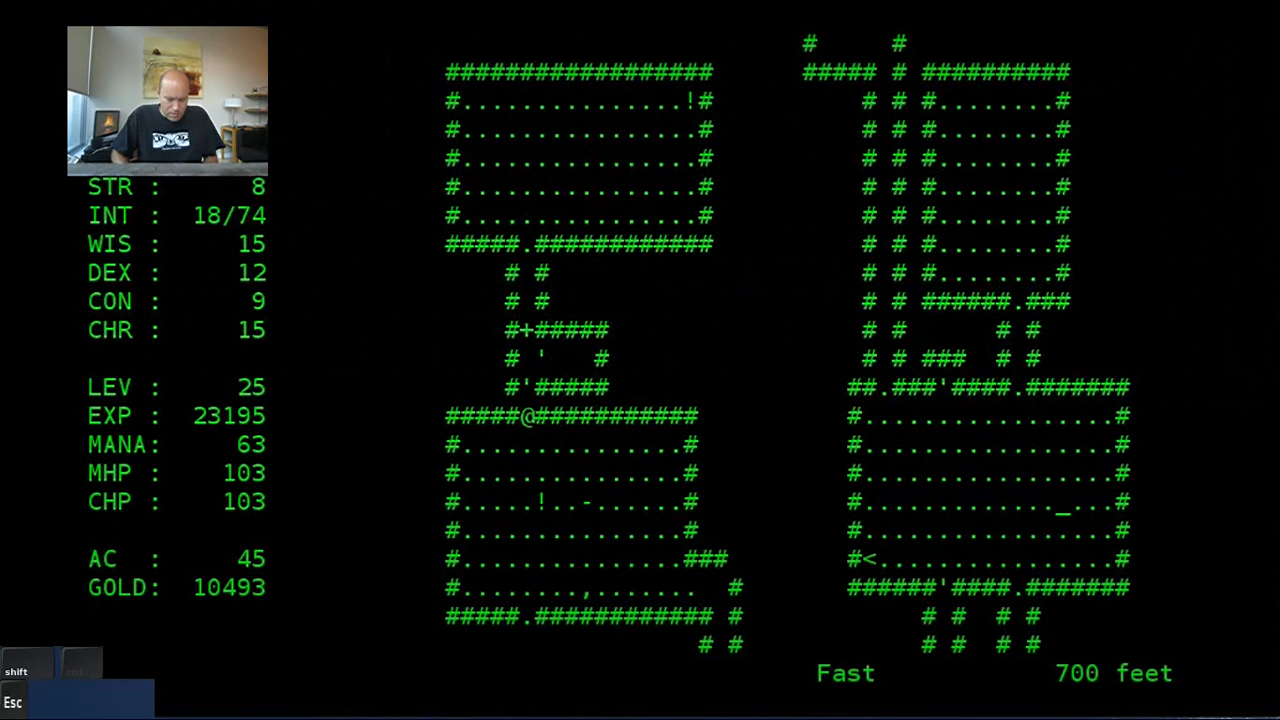 #     #
#################      ##### # ##########
#...............!#          # # #........#
#................#          # # #........#
#................#          # # #........#
STR :        8            #................#          # # #........#
INT :    18/74            #................#          # # #........#
WIS :       15            #####.############          # # #........#
DEX :       12                # #                     # # #........#
CON :        9                # #                     # # ######.###
CHR :       15                #+#####                 # #      # #
# '   #                 # # ###  # #
LEV :       25                #'#####                ##.###'####.#######
EXP :    23195            #####@###########          #.................#
MANA:       63            #...............#          #.................#
MHP :      103            #...............#          #.................#
CHP :      103            #.....!..-......#          #............._...#
#...............#          #.................#
AC  :       45            #...............###        #<................#
GOLD:    10493            #........,.......  #       ######'####.#######
#####.############ #            # #  # #
# #            # #  # #
shift
Fast            700 feet
Esc